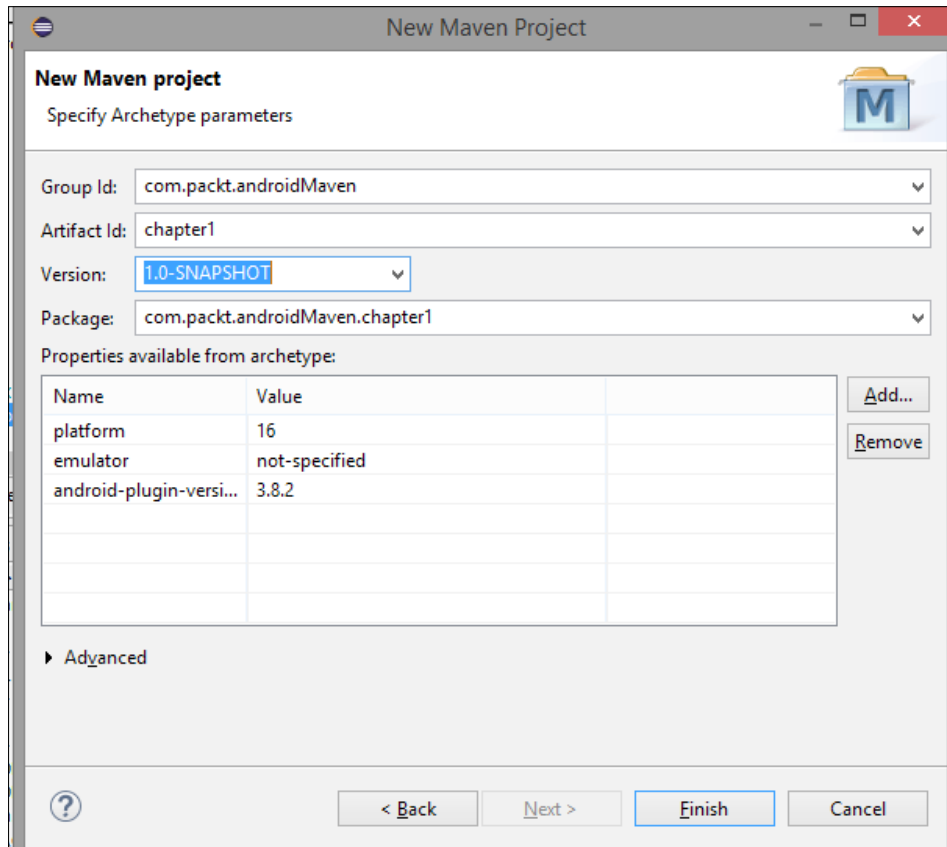 New Maven Project
New Maven project
Specify Archetype parameters
M
Group Id: com.packt.androidMaven
Artifact Id: chapter1
Version: 1.0-SNAPSHOT
Package: com.packt.androidMaven.chapter1
Properties available from archetype:
Name Value
platform 16
emulator not-specified
android-plugin-versi... 3.8.2
Add...
Remove
Advanced
? < Back Next > Finish Cancel